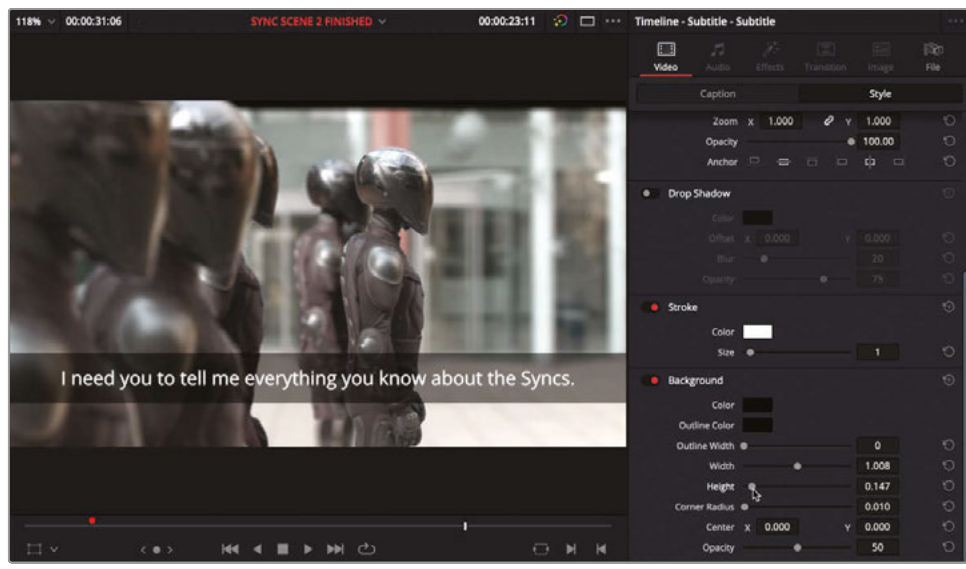 118% 00:00:31:06 SYNC SCENE 2 FINISHED 00:00:23:11
I need you to tell me everything you know about the Syncs.
Timeline - Subtitle - Subtitle
Video Audio Effects Transition Image File
Caption Style
Zoom X 1.000 Y 1.000
Opacity 100.00
Anchor
Drop Shadow
Color
Offset X 0.000 Y 0.000
Blur 20
Opacity 75
Stroke
Color
Size 1
Background
Color
Outline Color
Outline Width 0
Width 1.008
Height 0.147
Corner Radius 0.010
Center X 0.000 Y 0.000
Opacity 50